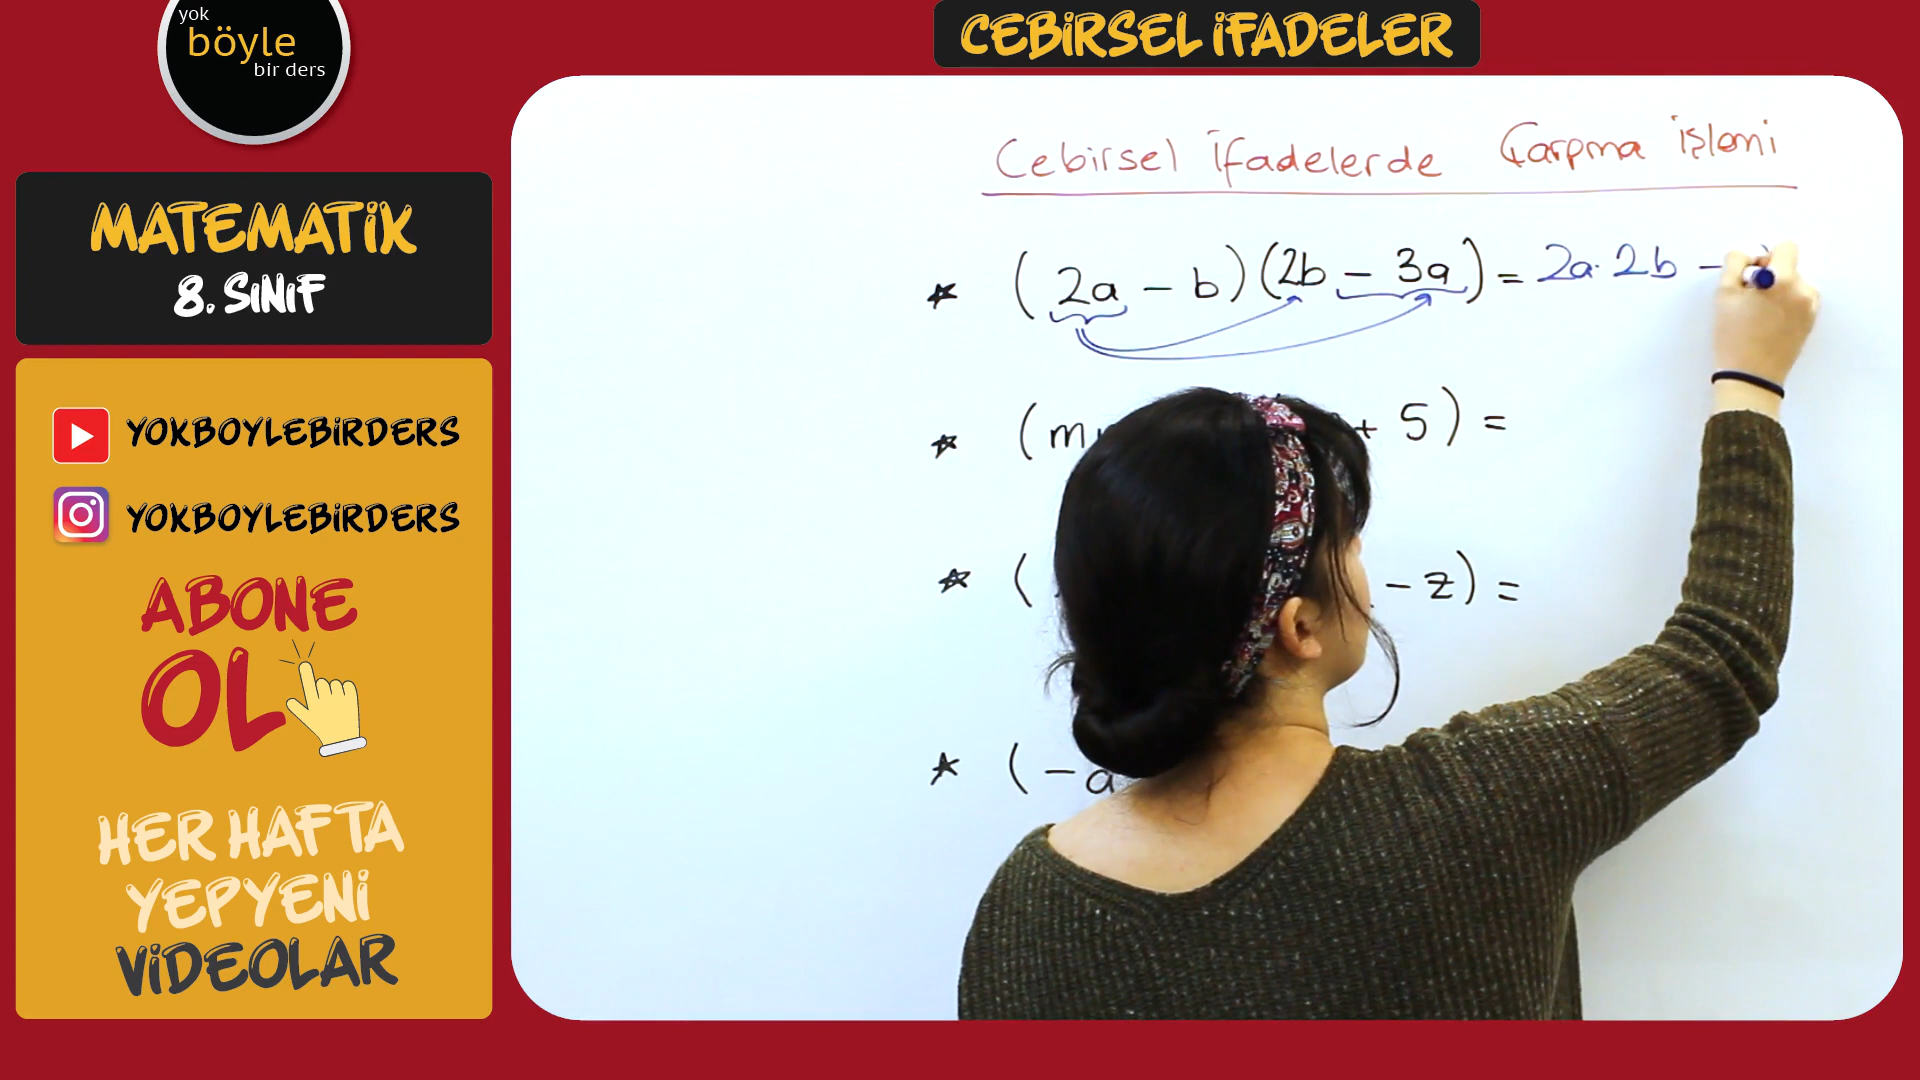 yok
böyle
bir ders
MATEMATİK
8. SINIF
YOKBOYLEBİRDERS
YOKBOYLEBİRDERS
ABONE
OL
HER HAFTA
YEPYENİ
VİDEOLAR
CEBİRSEL İFADELER
Cebirsel İfadelerde Çarpma İşlemi
★ (2a - b)(2b - 3a) = 2a·2b -
★ (m + 5) =
★ ( - z) =
★ (-a